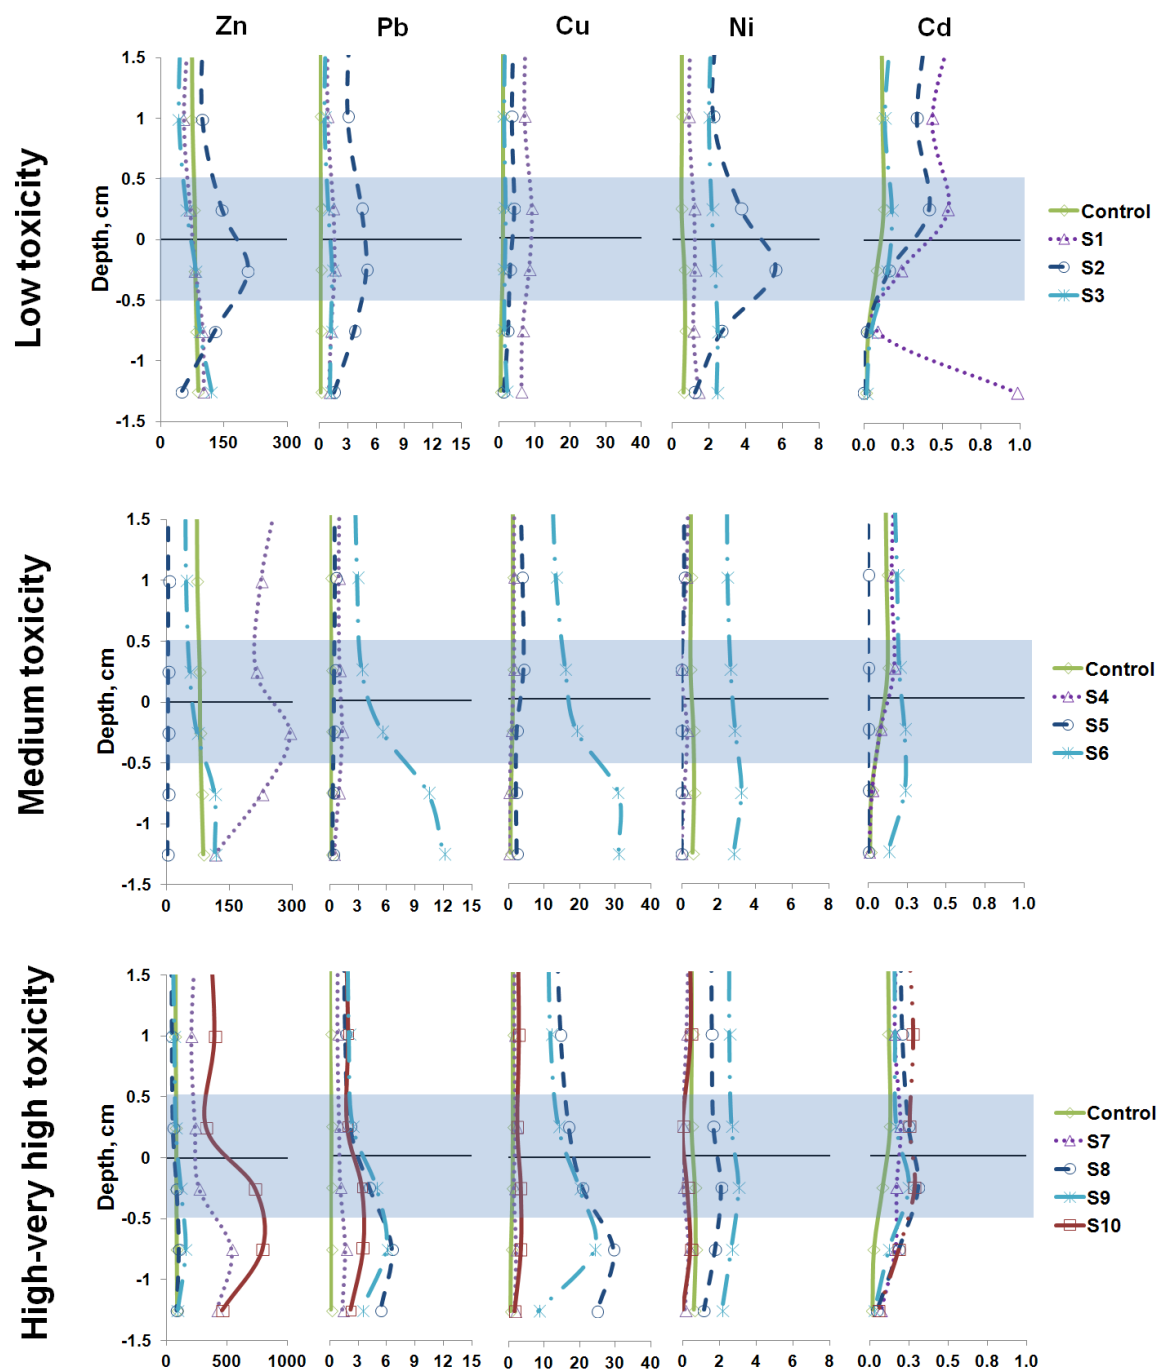 Zn Pb Cu Ni Cd
Low toxicity
Depth, cm
1.5
1
0.5
0
-0.5
-1
-1.5
0 150 300 0 3 6 9 12 15 0 10 20 30 40 0 2 4 6 8 0.0 0.3 0.5 0.8 1.0
Control
S1
S2
S3
Medium toxicity
Depth, cm
1.5
1
0.5
0
-0.5
-1
-1.5
0 150 300 0 3 6 9 12 15 0 10 20 30 40 0 2 4 6 8 0.0 0.3 0.5 0.8 1.0
Control
S4
S5
S6
High-very high toxicity
Depth, cm
1.5
1
0.5
0
-0.5
-1
-1.5
0 500 1000 0 3 6 9 12 15 0 10 20 30 40 0 2 4 6 8 0.0 0.3 0.5 0.8 1.0
Control
S7
S8
S9
S10